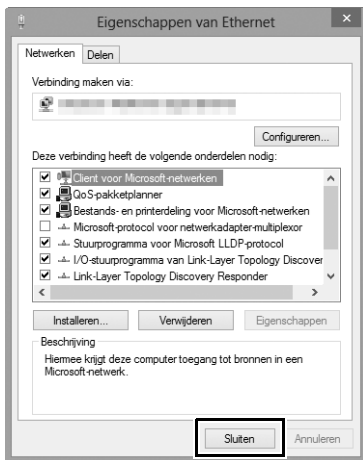 Eigenschappen van Ethernet
Netwerken Delen
Verbinding maken via:
Configureren...
Deze verbinding heeft de volgende onderdelen nodig:
Client voor Microsoft-netwerken
QoS-pakketplanner
Bestands- en printerdeling voor Microsoft-netwerken
Microsoft-protocol voor netwerkadapter-multiplexor
Stuurprogramma voor Microsoft LLDP-protocol
I/O-stuurprogramma van Link-Layer Topology Discover
Link-Layer Topology Discovery Responder
Installeren... Verwijderen Eigenschappen
Beschrijving
Hiermee krijgt deze computer toegang tot bronnen in een
Microsoft-netwerk.
Sluiten Annuleren